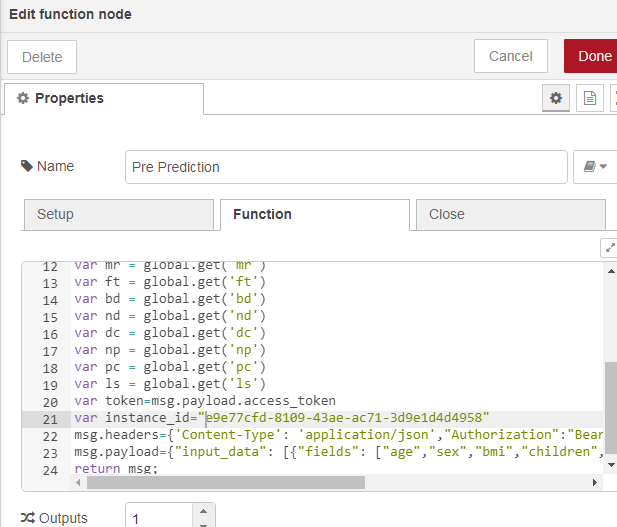 Edit function node
Delete
Cancel
Done
Properties
Name
Pre Prediction
Setup
Function
Close
12 var mr = global.get('mr')
13 var ft = global.get('ft')
14 var bd = global.get('bd')
15 var nd = global.get('nd')
16 var dc = global.get('dc')
17 var np = global.get('np')
18 var pc = global.get('pc')
19 var ls = global.get('ls')
20 var token=msg.payload.access_token
21 var instance_id="e9e77cfd-8109-43ae-ac71-3d9e1d4d4958"
22 msg.headers={'Content-Type': 'application/json',"Authorization":"Bear
23 msg.payload={"input_data": [{"fields": ["age","sex","bmi","children",
24 return msg;
Outputs
1